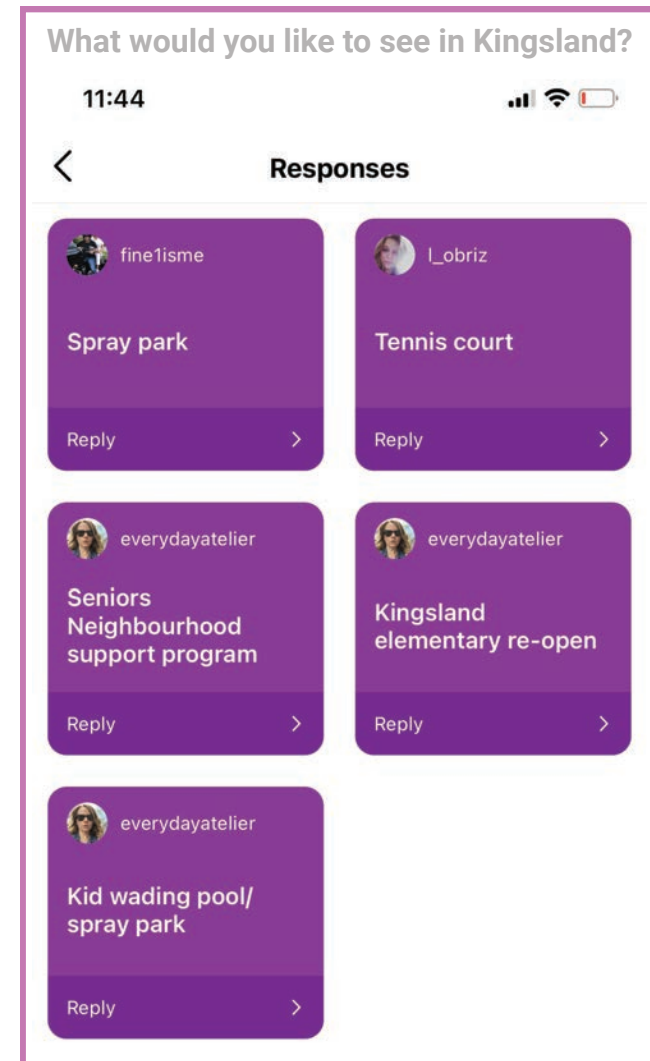 What would you like to see in Kingsland?
11:44
Responses
fine1isme
Spray park
Reply
l_obriz
Tennis court
Reply
everydayatelier
Seniors
Neighbourhood
support program
Reply
everydayatelier
Kingsland
elementary re-open
Reply
everydayatelier
Kid wading pool/
spray park
Reply